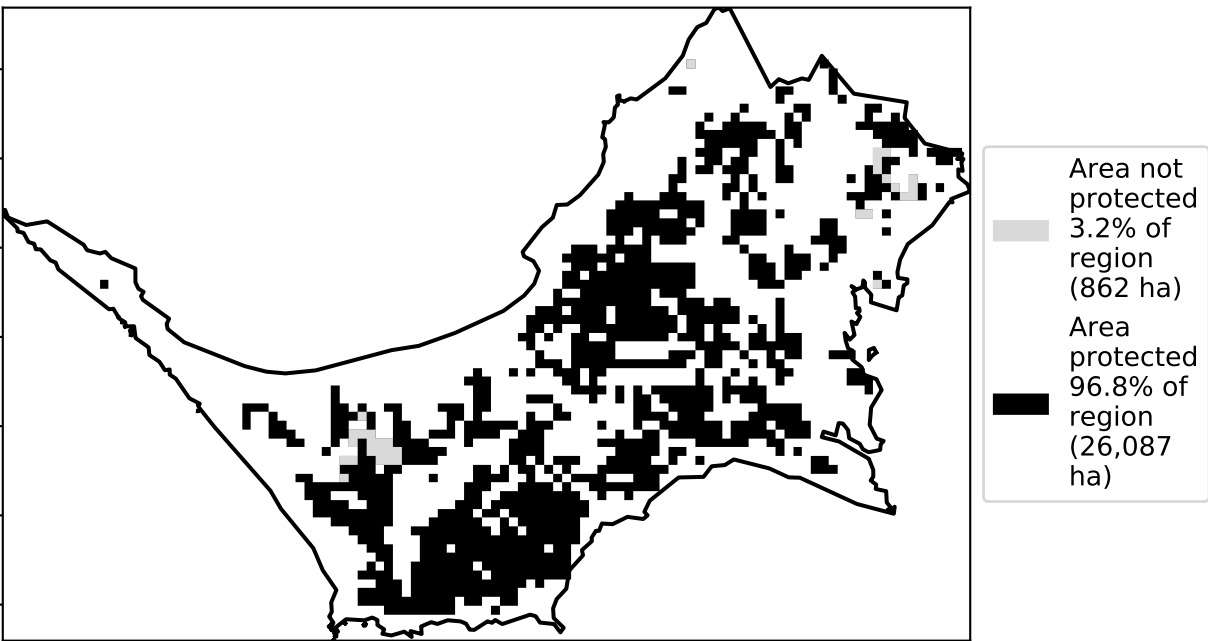 Area not
protected
3.2% of
region
(862 ha)
Area
protected
96.8% of
region
(26,087
ha)